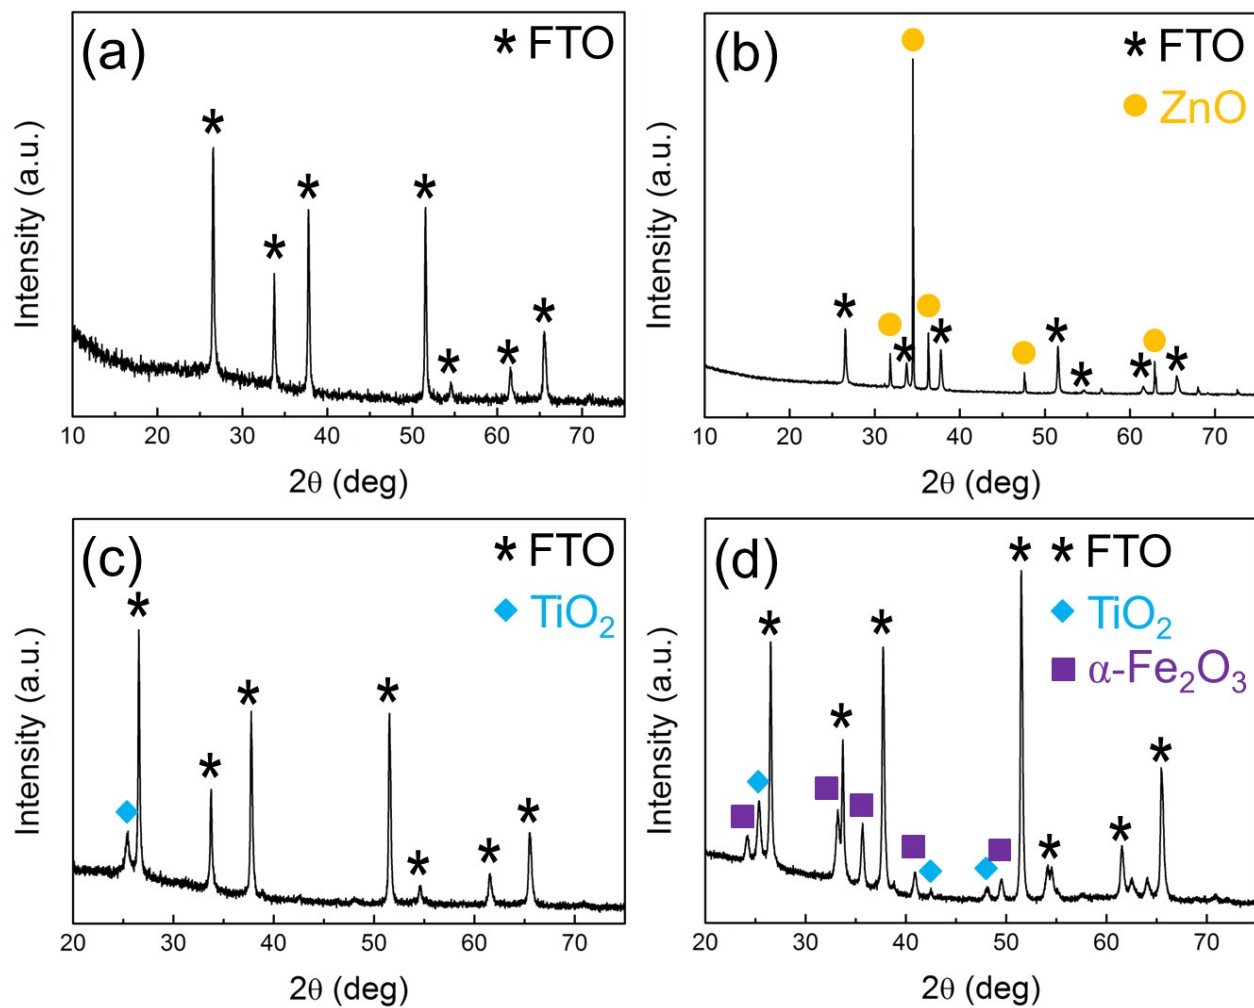 (a)
* FTO
Intensity (a.u.)
10 20 30 40 50 60 70
2θ (deg)
(b)
* FTO
ZnO
Intensity (a.u.)
10 20 30 40 50 60 70
2θ (deg)
(c)
* FTO
TiO₂
Intensity (a.u.)
20 30 40 50 60 70
2θ (deg)
(d)
* FTO
TiO₂
α-Fe₂O₃
Intensity (a.u.)
20 30 40 50 60 70
2θ (deg)